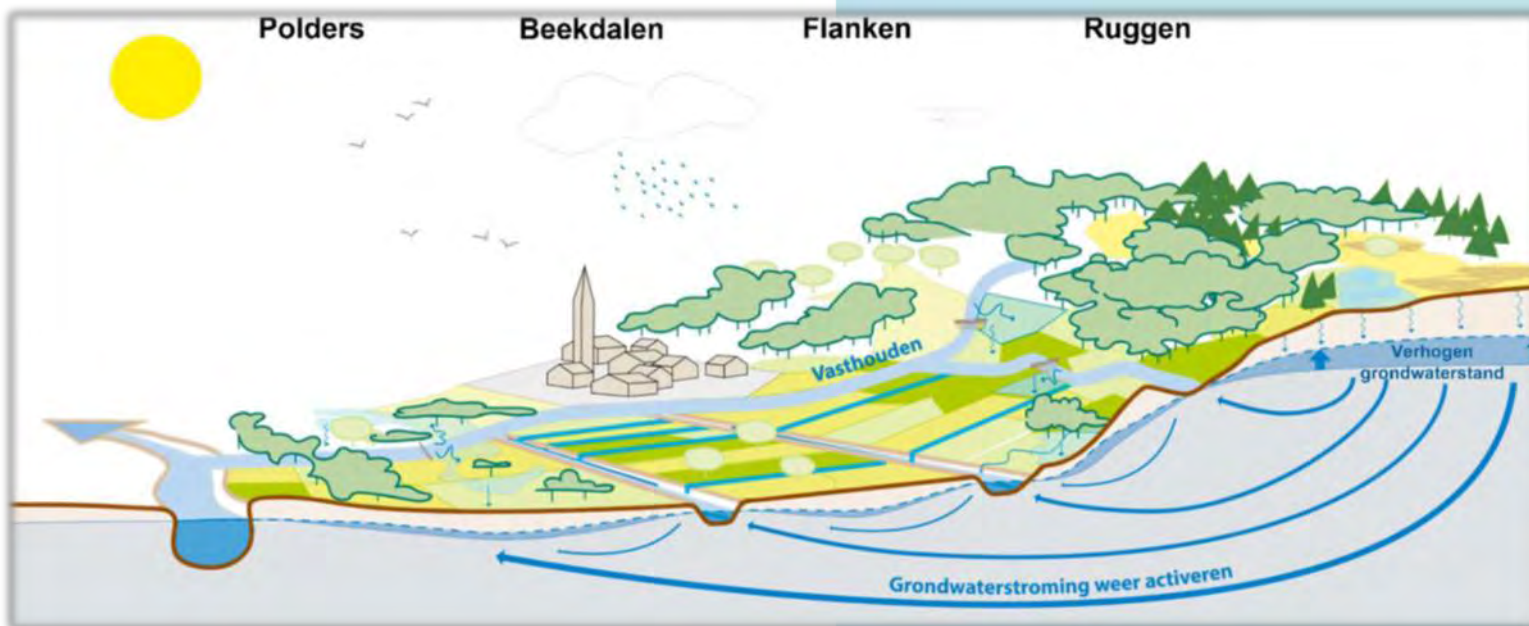 Polders Beekdalen Flanken Ruggen
Vasthouden
Verhogen
grondwaterstand
Grondwaterstroming weer activeren